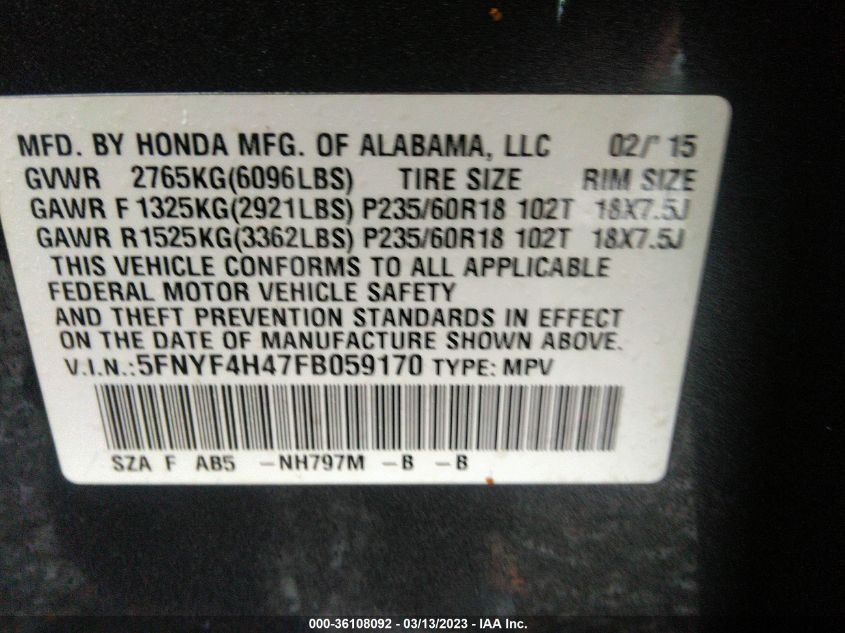 MFD. BY HONDA MFG. OF ALABAMA, LLC 02/ 15
GVWR 2765KG(6096LBS) TIRE SIZE RIM SIZE
GAWR F 1325KG(2921LBS) P235/60R18 102T 18X7.5J
GAWR R1525KG(3362LBS) P235/60R18 102T 18X7.5J
THIS VEHICLE CONFORMS TO ALL APPLICABLE
FEDERAL MOTOR VEHICLE SAFETY
AND THEFT PREVENTION STANDARDS IN EFFECT
ON THE DATE OF MANUFACTURE SHOWN ABOVE.
V.I.N.:5FNYF4H47FB059170 TYPE: MPV
SZA F AB5 -NH797M -B -B
000-36108092 - 03/13/2023 - IAA Inc.